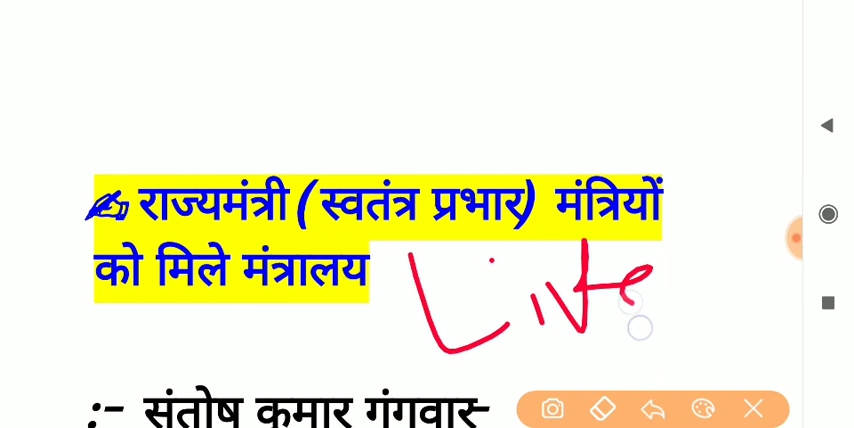 ✍ राज्यमंत्री (स्वतंत्र प्रभार) मंत्रियों
को मिले मंत्रालय
Live
:- संतोष कुमार गंगवार-